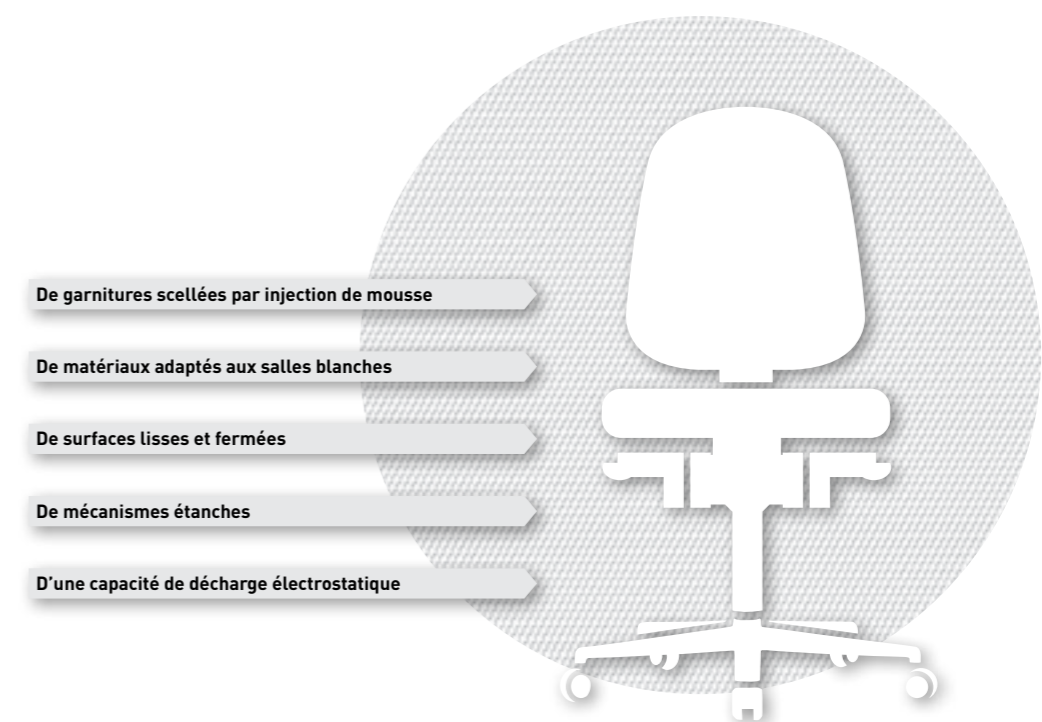 De garnitures scellées par injection de mousse
De matériaux adaptés aux salles blanches
De surfaces lisses et fermées
De mécanismes étanches
D’une capacité de décharge électrostatique